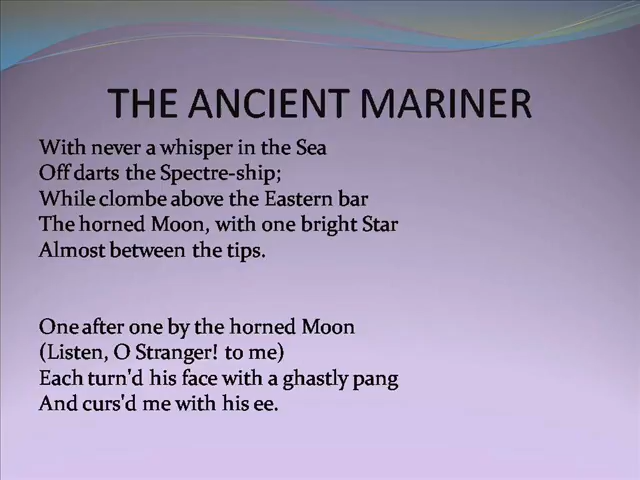 THE ANCIENT MARINER
With never a whisper in the Sea
Off darts the Spectre-ship;
While clombe above the Eastern bar
The horned Moon, with one bright Star
Almost between the tips.
One after one by the horned Moon
(Listen, O Stranger! to me)
Each turn'd his face with a ghastly pang
And curs'd me with his ee.